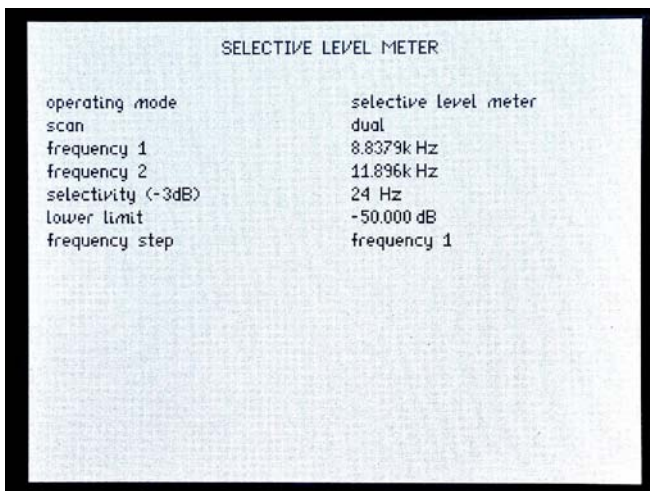 SELECTIVE LEVEL METER
operating mode selective level meter
scan dual
frequency 1 8.8379k Hz
frequency 2 11.896k Hz
selectivity (-3dB) 24 Hz
lower limit -50.000 dB
frequency step frequency 1